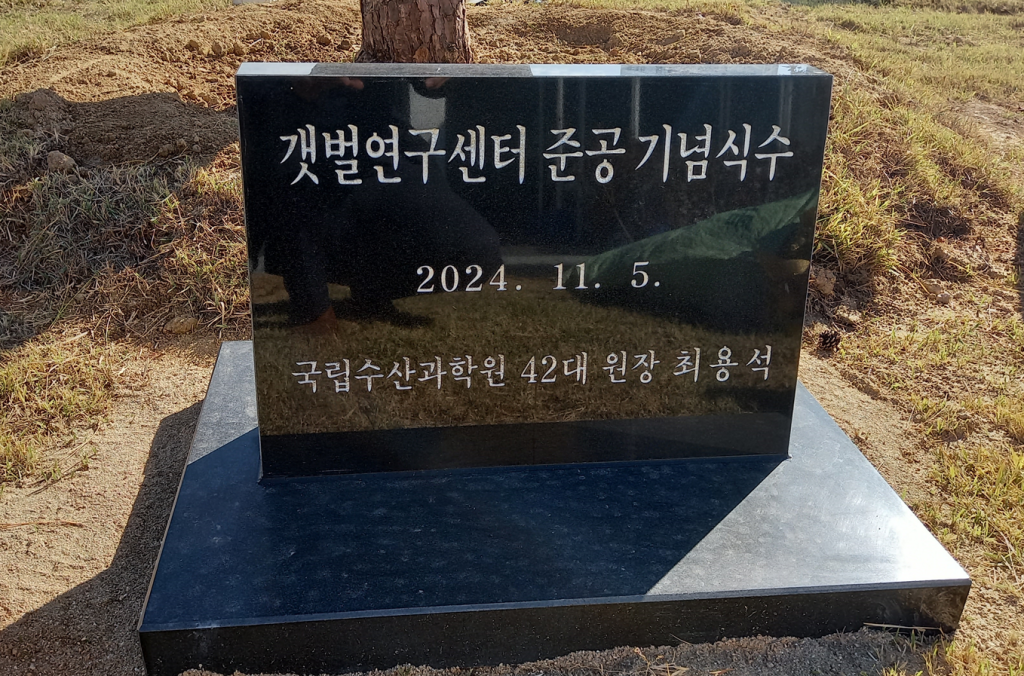 갯벌연구센터 준공 기념식수
2024. 11. 5.
국립수산과학원 42대 원장 최용석